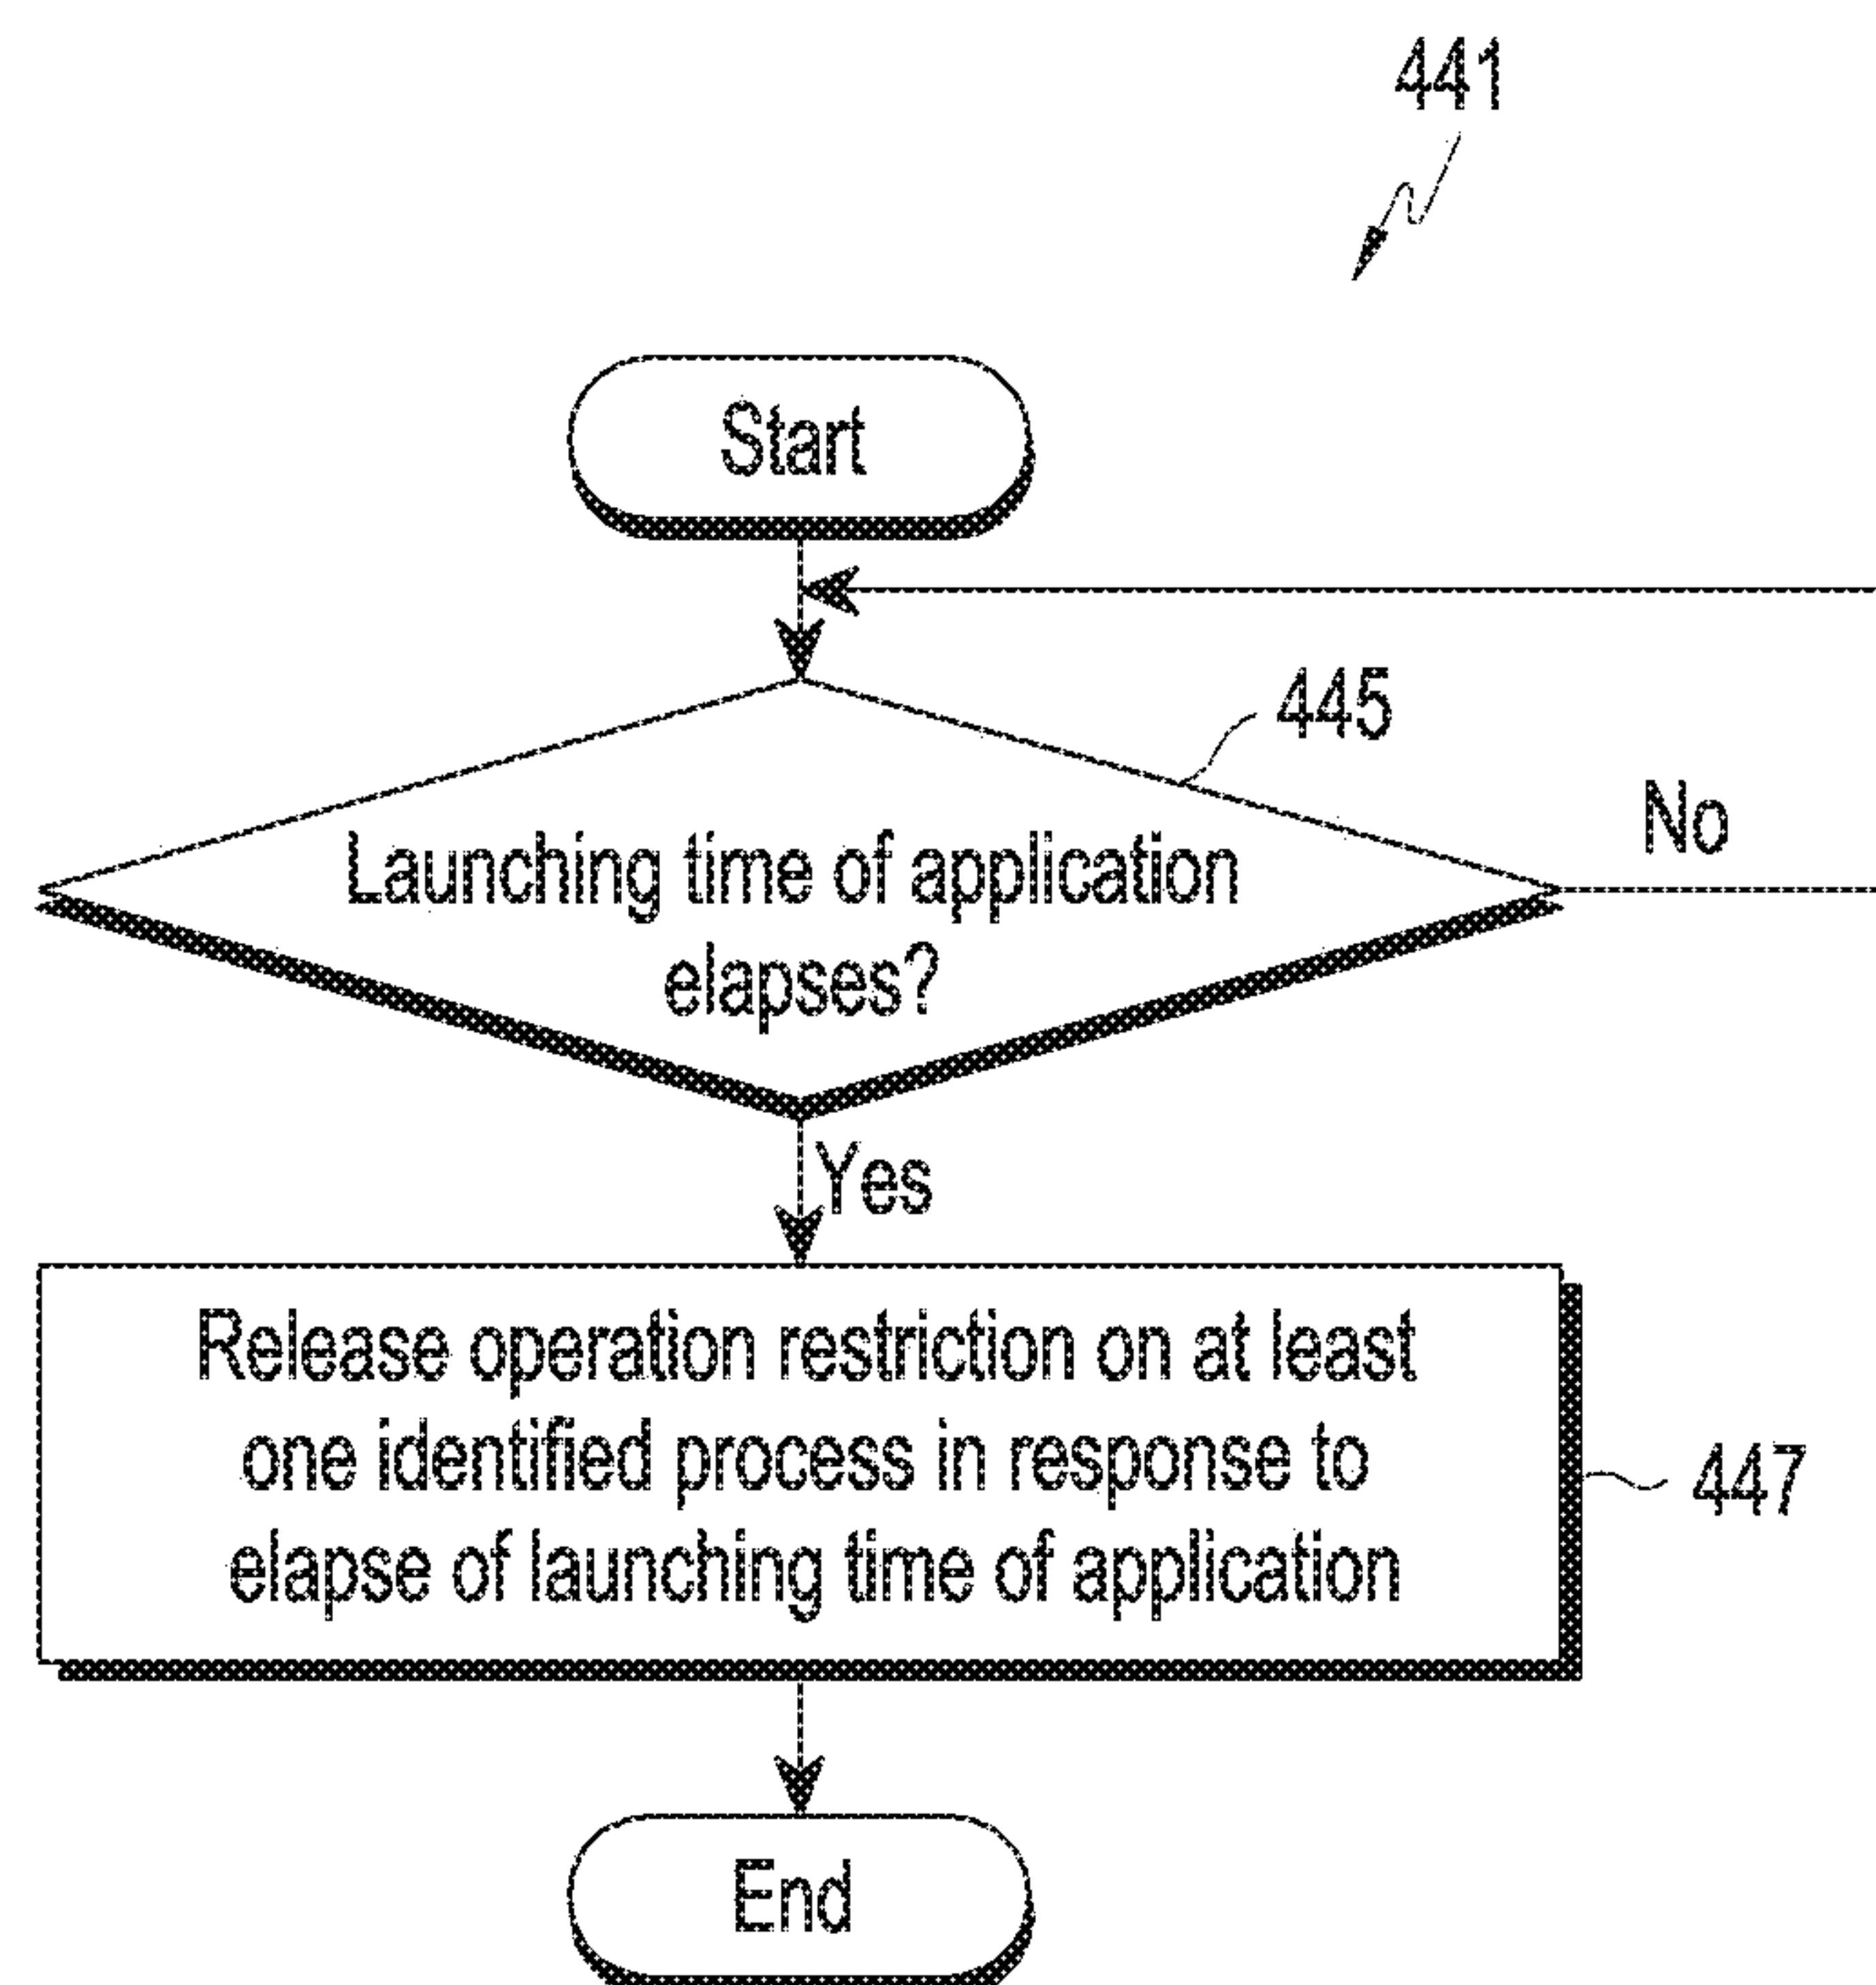 441
Start
445
No
Launching time of application
elapses?
Yes
Release operation restriction on at least
one identified process in response to
447
elapse of launching time of application
End